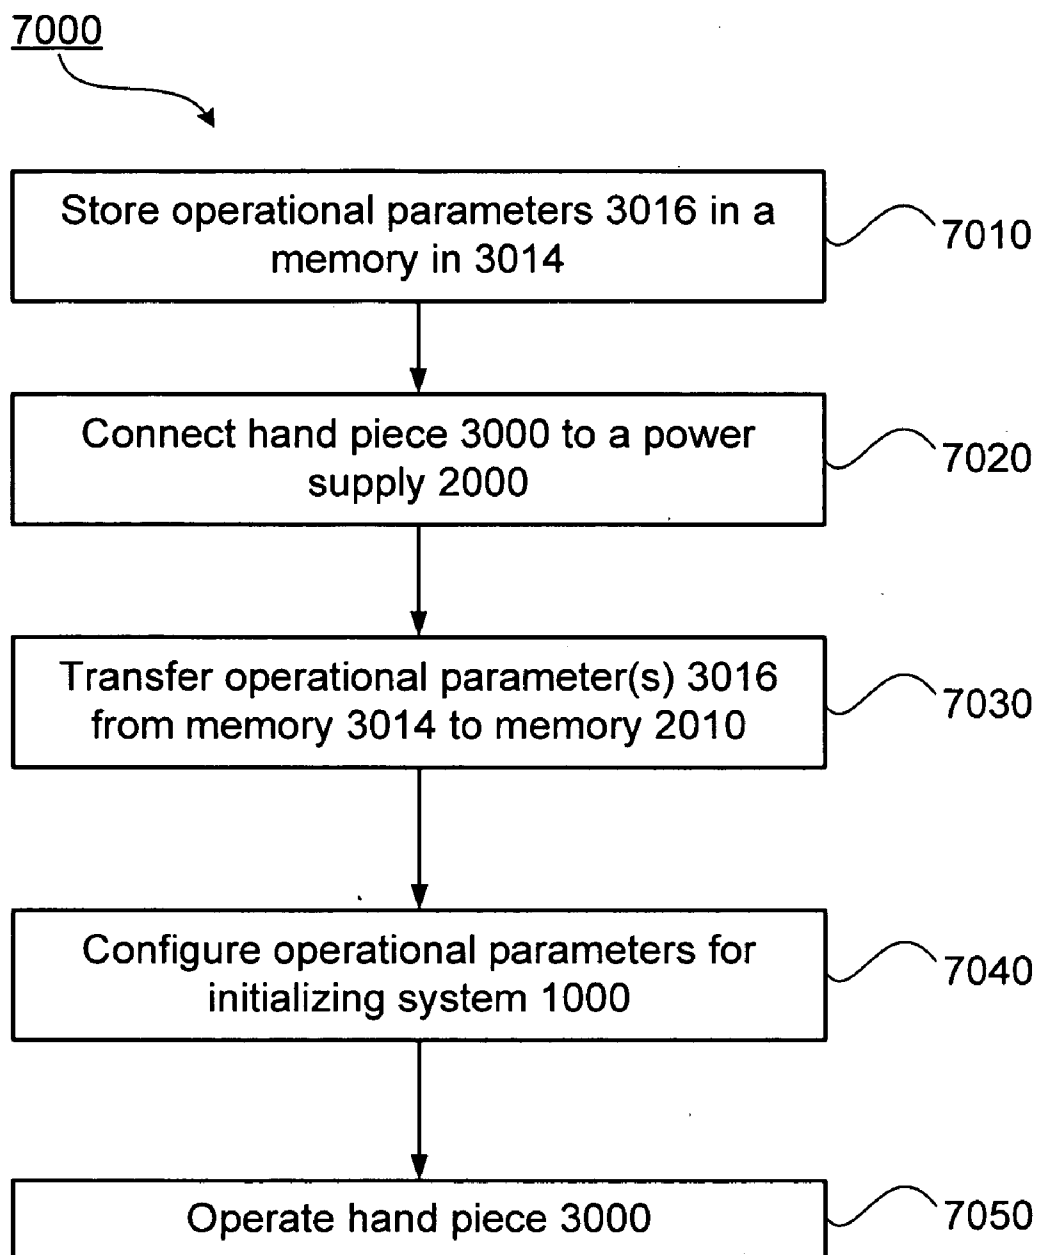 7000
Store operational parameters 3016 in a
memory in 3014
7010
Connect hand piece 3000 to a power
supply 2000
7020
Transfer operational parameter(s) 3016
from memory 3014 to memory 2010
7030
Configure operational parameters for
initializing system 1000
7040
Operate hand piece 3000
7050